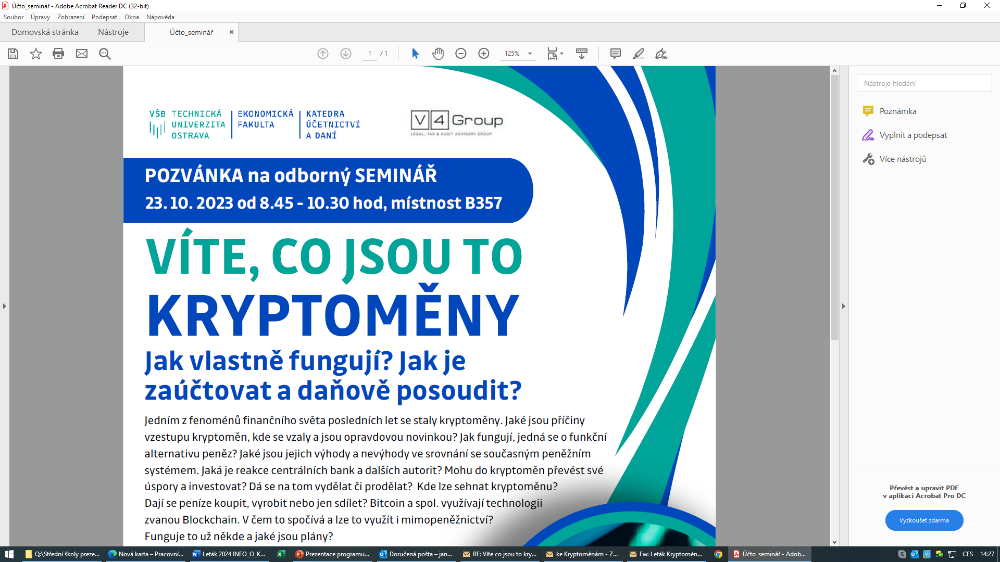 Účto_seminář - Adobe Acrobat Reader DC (32-bit)
Soubor Úpravy Zobrazení Podepsat Okna Nápověda
Domovská stránka Nástroje Účto_seminář
1 / 1 125%
VŠB TECHNICKÁ UNIVERZITA OSTRAVA
EKONOMICKÁ FAKULTA
KATEDRA ÚČETNICTVÍ A DANÍ
V4 Group
LEGAL, TAX & AUDIT ADVISORY GROUP
POZVÁNKA na odborný SEMINÁŘ
23. 10. 2023 od 8.45 - 10.30 hod, místnost B357
VÍTE, CO JSOU TO
KRYPTOMĚNY
Jak vlastně fungují? Jak je
zaúčtovat a daňově posoudit?
Jedním z fenoménů finančního světa posledních let se staly kryptoměny. Jaké jsou příčiny
vzestupu kryptoměn, kde se vzaly a jsou opravdovou novinkou? Jak fungují, jedná se o funkční
alternativu peněz? Jaké jsou jejich výhody a nevýhody ve srovnání se současným peněžním
systémem. Jaká je reakce centrálních bank a dalších autorit? Mohu do kryptoměn převést své
úspory a investovat? Dá se na tom vydělat či prodělat? Kde lze sehnat kryptoměnu?
Dají se peníze koupit, vyrobit nebo jen sdílet? Bitcoin a spol. využívají technologii
zvanou Blockchain. V čem to spočívá a lze to využít i mimopeněžnictví?
Funguje to už někde a jaké jsou plány?
Nástroje hledání
Poznámka
Vyplnit a podepsat
Více nástrojů
Převést a upravit PDF
v aplikaci Acrobat Pro DC
Vyzkoušet zdarma
Q:\Střední školy preze... Nová karta – Pracovní... Leták 2024 INFO_O_K... Prezentace programu... Doručená pošta – jan... RE: Víte co jsou to kry... ke Kryptoměnám - Z... Fw: Leták Kryptoměn... Účto_seminář - Adob... CES 14:27